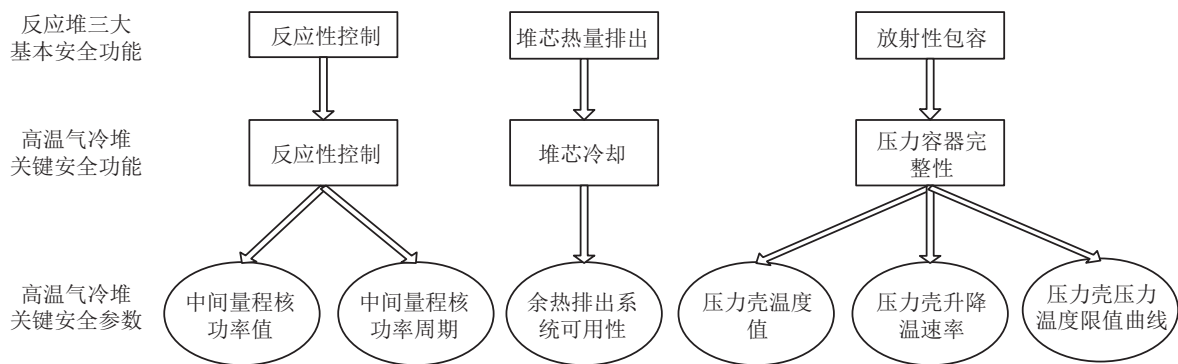 反应堆三大
基本安全功能
反应性控制
堆芯热量排出
放射性包容
高温气冷堆
关键安全功能
反应性控制
堆芯冷却
压力容器完
整性
高温气冷堆
关键安全参数
中间量程核
功率值
中间量程核
功率周期
余热排出系
统可用性
压力壳温度
值
压力壳升降
温速率
压力壳压力
温度限值曲线